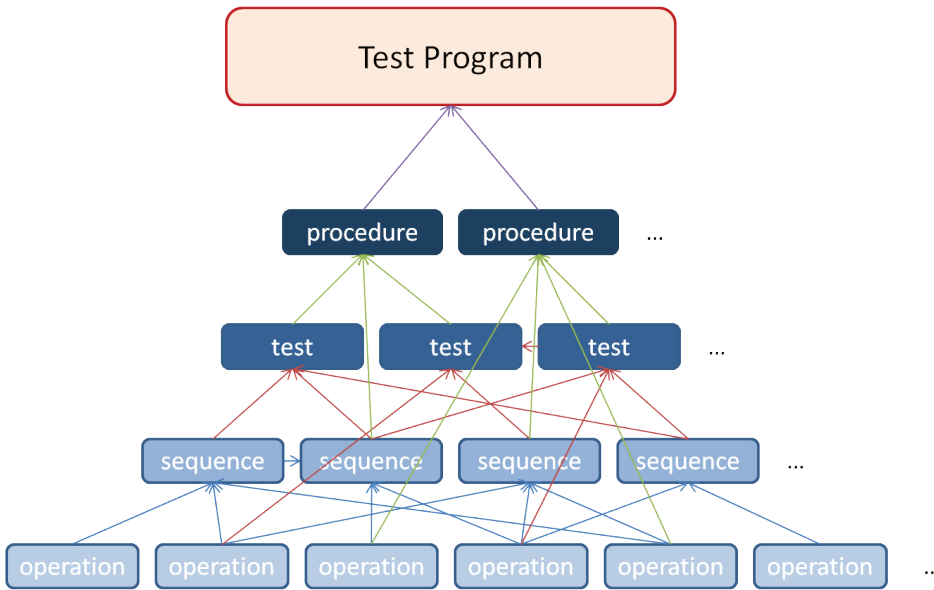 Test Program
procedure procedure ...
test test test ...
sequence sequence sequence sequence ...
operation operation operation operation operation operation ..